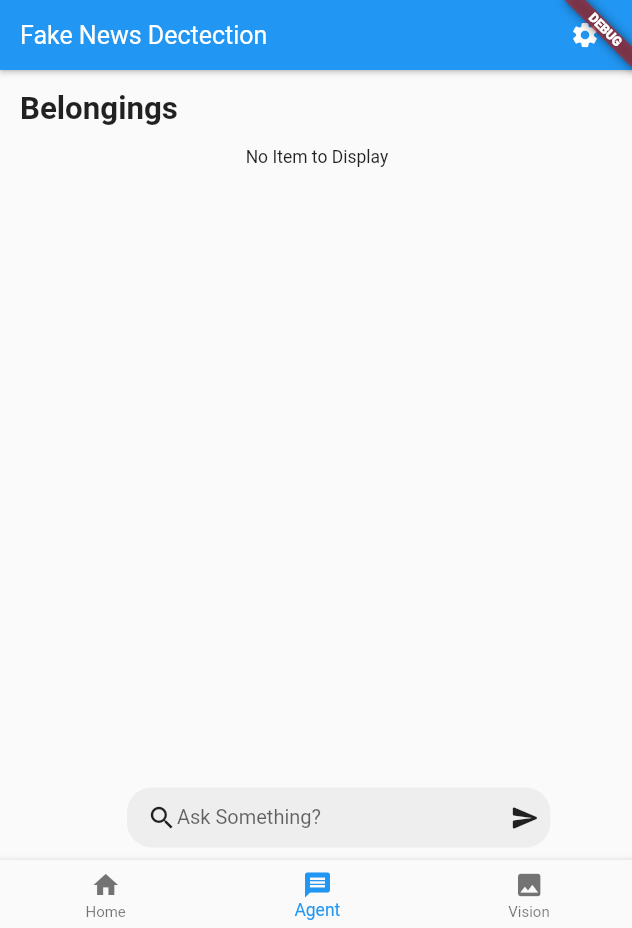 Fake News Dectection
DEBUG
Belongings
No Item to Display
Ask Something?
Home
Agent
Vision